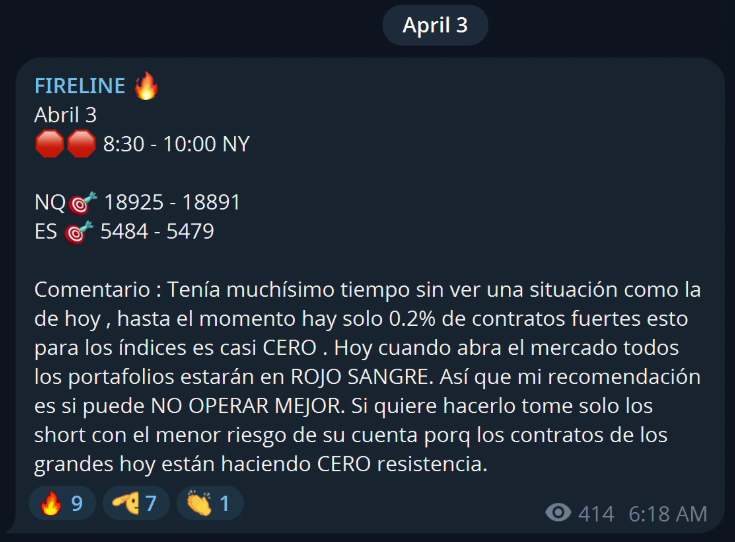 April 3
FIRELINE 🔥
Abril 3
🛑🛑 8:30 - 10:00 NY
NQ🎯 18925 - 18891
ES 🎯 5484 - 5479
Comentario : Tenía muchísimo tiempo sin ver una situación como la
de hoy , hasta el momento hay solo 0.2% de contratos fuertes esto
para los índices es casi CERO . Hoy cuando abra el mercado todos
los portafolios estarán en ROJO SANGRE. Así que mi recomendación
es si puede NO OPERAR MEJOR. Si quiere hacerlo tome solo los
short con el menor riesgo de su cuenta porq los contratos de los
grandes hoy están haciendo CERO resistencia.
🔥 9 🫡 7 👏 1 414 6:18 AM